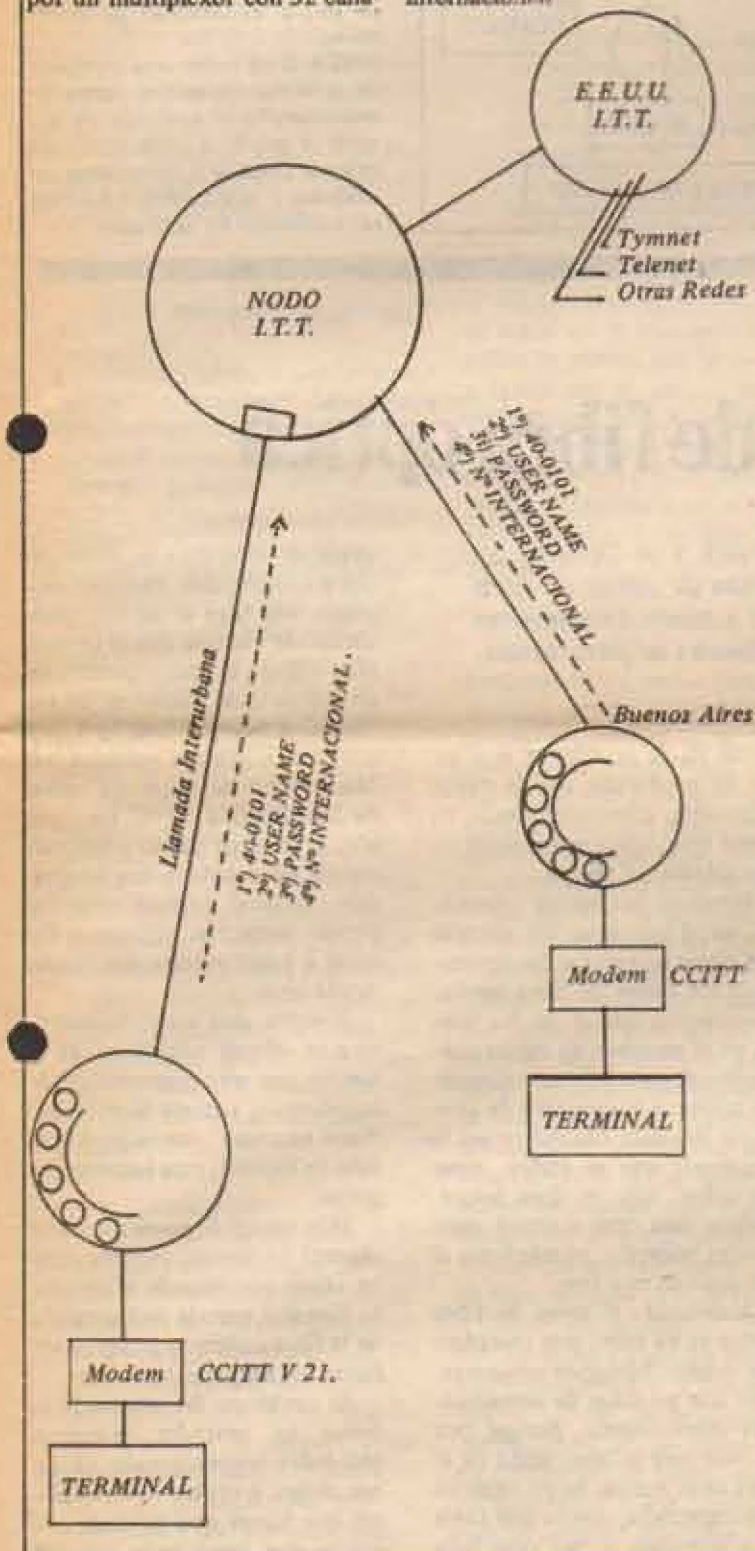 por un multiplexor con 32 cana-
E.E.U.U.
I.T.T.
Tymnet
Telenet
Otras Redes
NODO
I.T.T.
1º) 40-0101
2º) USER NAME
3º) PASSWORD
4º) Nº INTERNACIONAL
Llamada Interurbana
1º) 40-0101
2º) USER NAME
3º) PASSWORD
4º) Nº INTERNACIONAL.
Buenos Aires
Modem CCITT
TERMINAL
Modem CCITT V 21.
TERMINAL